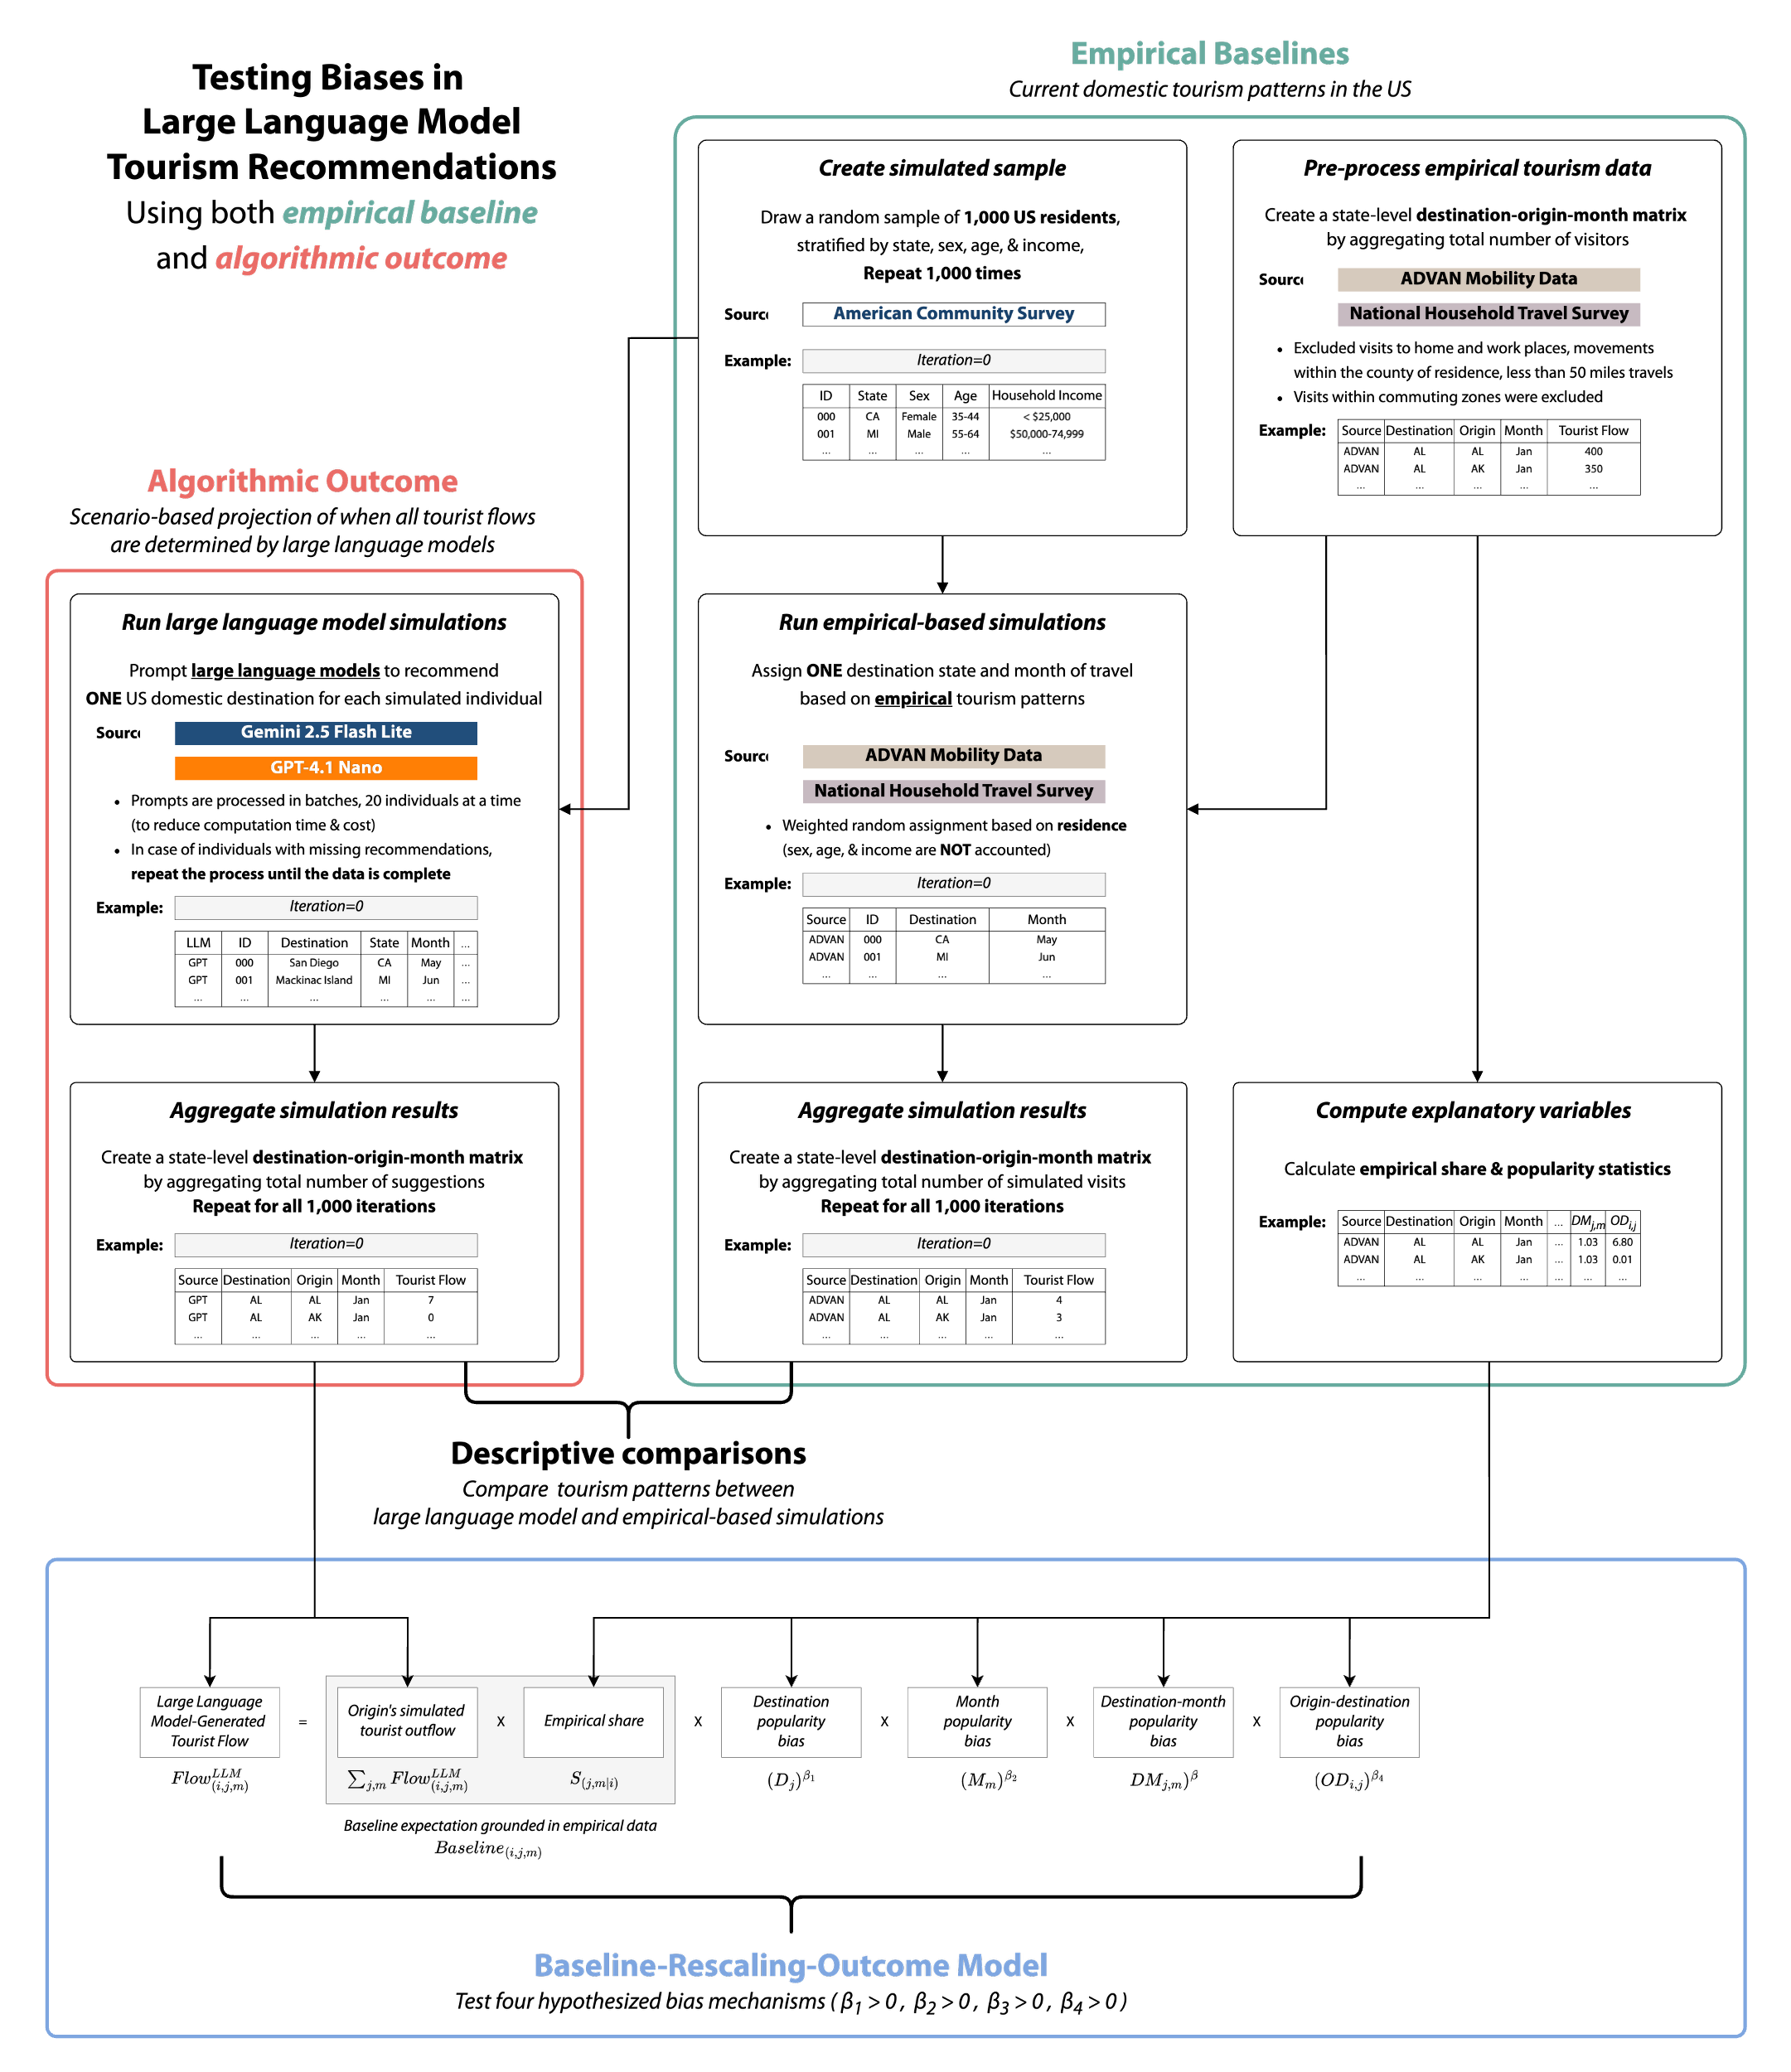 Testing Biases in
Large Language Model
Tourism Recommendations
Using both empirical baseline
and algorithmic outcome
Empirical Baselines
Current domestic tourism patterns in the US
Create simulated sample
Draw a random sample of 1,000 US residents,
stratified by state, sex, age, & income,
Repeat 1,000 times
Sourc American Community Survey
Example: Iteration=0
ID State Sex Age Household Income
000 CA Female 35-44 < $25,000
001 MI Male 55-64 $50,000-74,999
... ... ... ... ...
Pre-process empirical tourism data
Create a state-level destination-origin-month matrix
by aggregating total number of visitors
Sourc ADVAN Mobility Data
National Household Travel Survey
• Excluded visits to home and work places, movements
within the county of residence, less than 50 miles travels
• Visits within commuting zones were excluded
Example: Source Destination Origin Month Tourist Flow
ADVAN AL AL Jan 400
ADVAN AL AK Jan 350
... ... ... ... ...
Algorithmic Outcome
Scenario-based projection of when all tourist flows
are determined by large language models
Run large language model simulations
Prompt large language models to recommend
ONE US domestic destination for each simulated individual
Sourc Gemini 2.5 Flash Lite
GPT-4.1 Nano
• Prompts are processed in batches, 20 individuals at a time
(to reduce computation time & cost)
• In case of individuals with missing recommendations,
repeat the process until the data is complete
Example: Iteration=0
LLM ID Destination State Month ...
GPT 000 San Diego CA May ...
GPT 001 Mackinac Island MI Jun ...
... ... ... ... ... ...
Run empirical-based simulations
Assign ONE destination state and month of travel
based on empirical tourism patterns
Sourc ADVAN Mobility Data
National Household Travel Survey
• Weighted random assignment based on residence
(sex, age, & income are NOT accounted)
Example: Iteration=0
Source ID Destination Month
ADVAN 000 CA May
ADVAN 001 MI Jun
... ... ... ...
Aggregate simulation results
Create a state-level destination-origin-month matrix
by aggregating total number of suggestions
Repeat for all 1,000 iterations
Example: Iteration=0
Source Destination Origin Month Tourist Flow
GPT AL AL Jan 7
GPT AL AK Jan 0
... ... ... ... ...
Aggregate simulation results
Create a state-level destination-origin-month matrix
by aggregating total number of simulated visits
Repeat for all 1,000 iterations
Example: Iteration=0
Source Destination Origin Month Tourist Flow
ADVAN AL AL Jan 4
ADVAN AL AK Jan 3
... ... ... ... ...
Compute explanatory variables
Calculate empirical share & popularity statistics
Example: Source Destination Origin Month ... DM_{j,m} OD_{i,j}
ADVAN AL AL Jan ... 1.03 6.80
ADVAN AL AK Jan ... 1.03 0.01
... ... ... ... ... ... ...
Descriptive comparisons
Compare tourism patterns between
large language model and empirical-based simulations
Large Language
Model-Generated
Tourist Flow
=
Origin's simulated
tourist outflow
X
Empirical share
X
Destination
popularity
bias
X
Month
popularity
bias
X
Destination-month
popularity
bias
X
Origin-destination
popularity
bias
Flow^{LLM}_{(i,j,m)} ∑_{j,m} Flow^{LLM}_{(i,j,m)} S_{(j,m|i)} (D_j)^{β_1} (M_m)^{β_2} DM_{j,m})^{β} (OD_{i,j})^{β_4}
Baseline expectation grounded in empirical data
Baseline_{(i,j,m)}
Baseline-Rescaling-Outcome Model
Test four hypothesized bias mechanisms ( β_1 > 0 , β_2 > 0 , β_3 > 0 , β_4 > 0 )